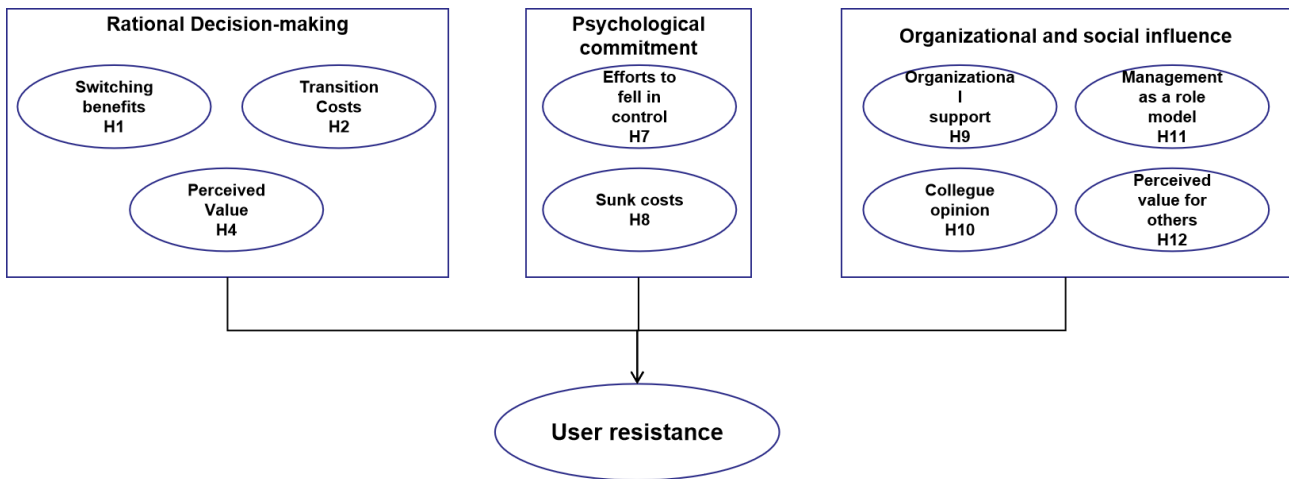 Rational Decision-making
Switching
benefits
H1
Transition
Costs
H2
Perceived
Value
H4
Psychological
commitment
Efforts to
fell in
control
H7
Sunk costs
H8
Organizational and social influence
Organizationa
l
support
H9
Management
as a role
model
H11
Collegue
opinion
H10
Perceived
value for
others
H12
User resistance